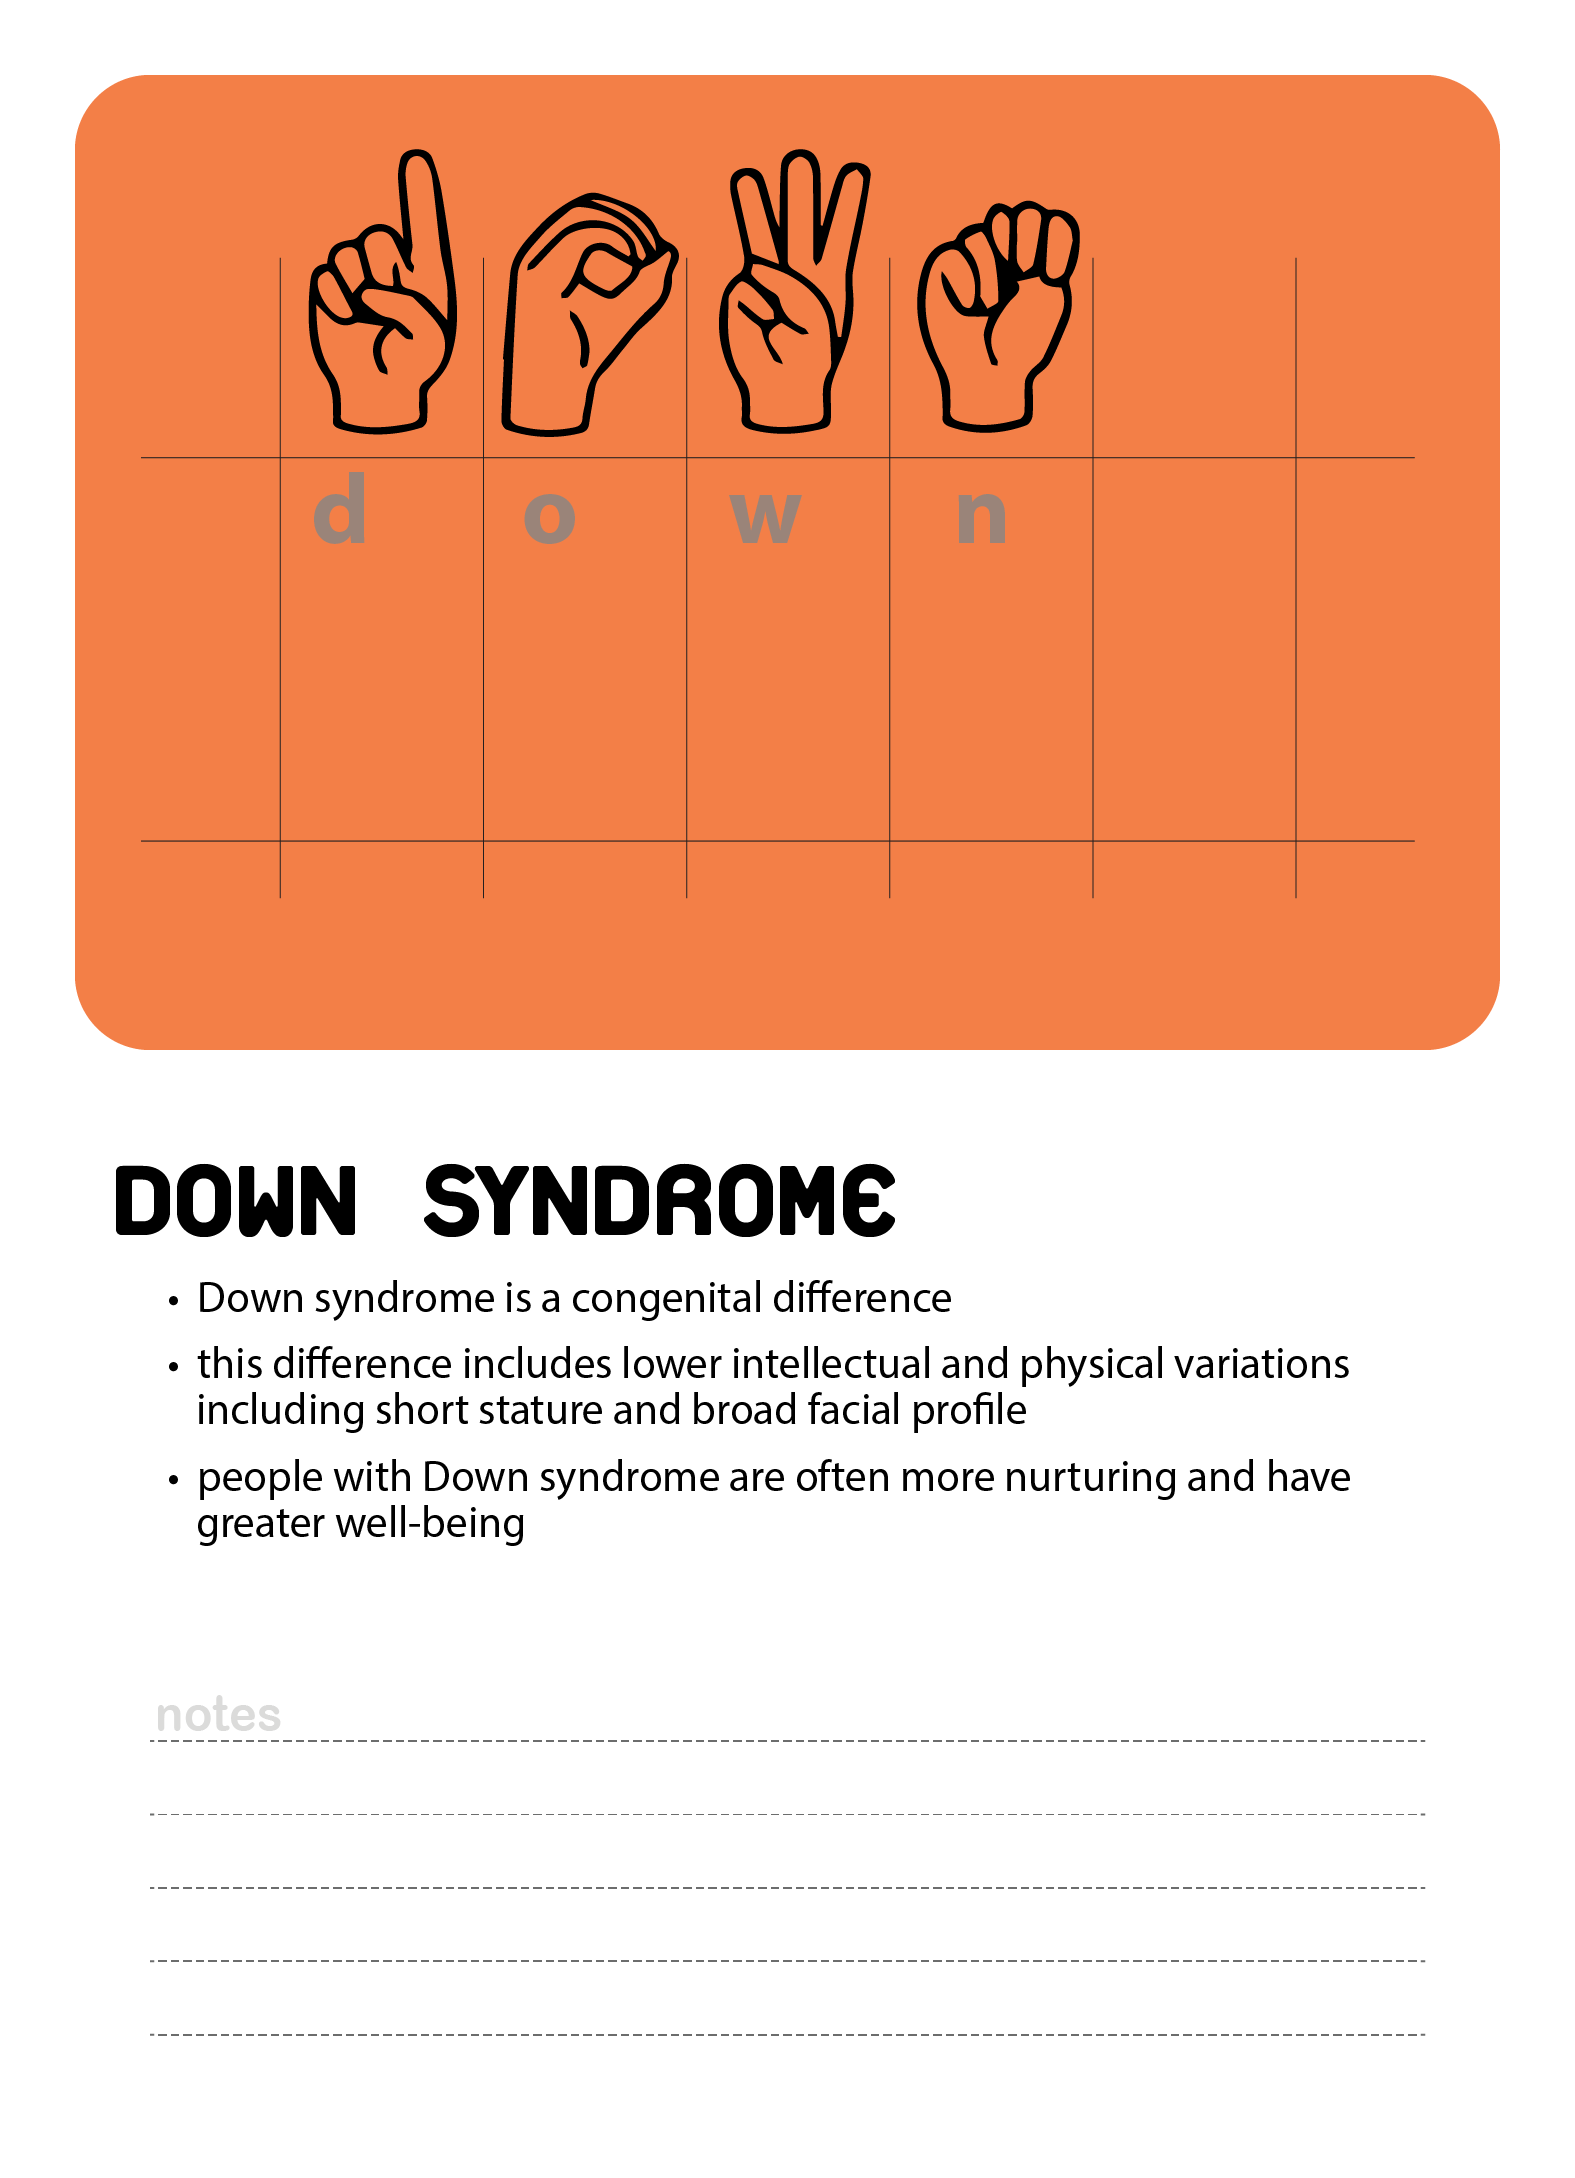 d o w n
DOWN SYNDROME
• Down syndrome is a congenital difference
• this difference includes lower intellectual and physical variations
including short stature and broad facial profile
• people with Down syndrome are often more nurturing and have
greater well-being
notes